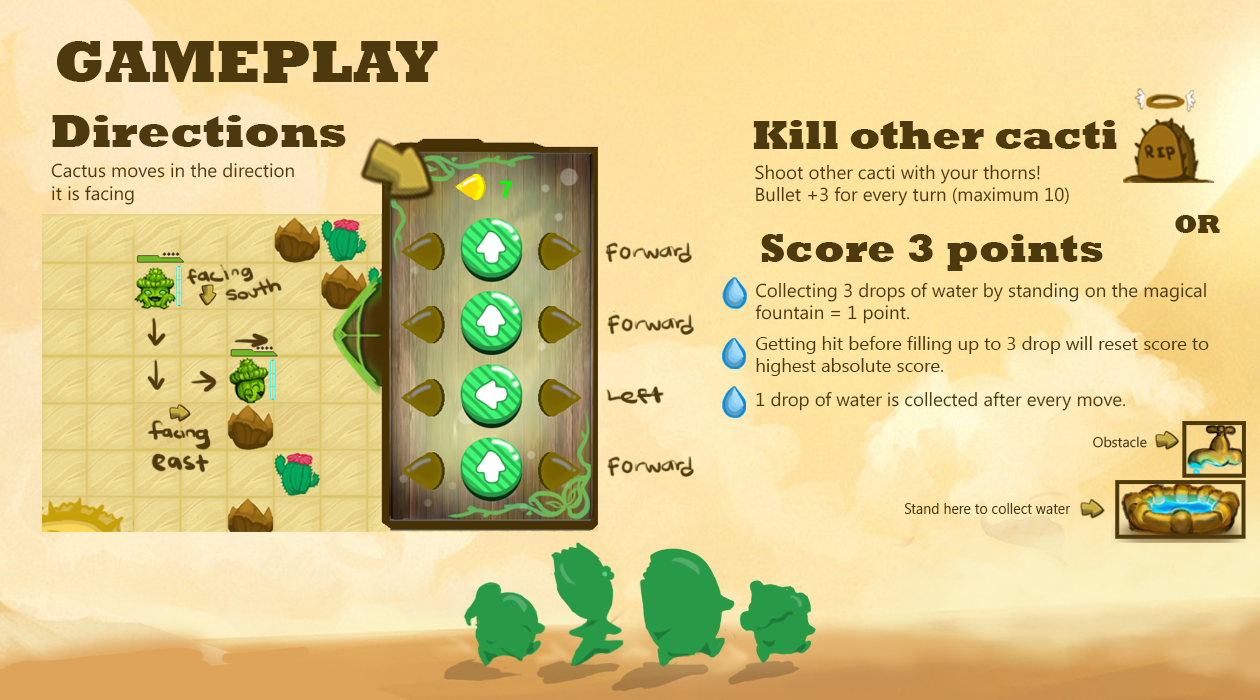 GAMEPLAY
Directions
Cactus moves in the direction
it is facing
facing
south
facing
east
7
Forward
Forward
Left
Forward
Kill other cacti
RIP
Shoot other cacti with your thorns!
Bullet +3 for every turn (maximum 10)
OR
Score 3 points
Collecting 3 drops of water by standing on the magical
fountain = 1 point.
Getting hit before filling up to 3 drop will reset score to
highest absolute score.
1 drop of water is collected after every move.
Obstacle
Stand here to collect water